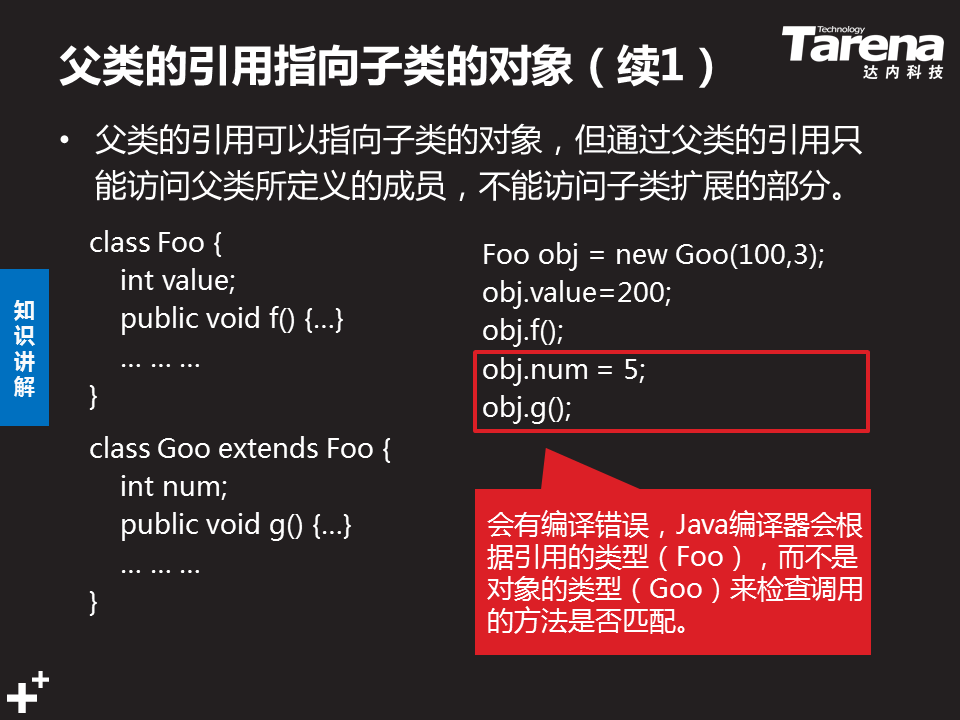 父类的引用指向子类的对象（续1）
Technology
Tarena
达内科技
• 父类的引用可以指向子类的对象，但通过父类的引用只
能访问父类所定义的成员，不能访问子类扩展的部分。
知
识
讲
解
class Foo {
int value;
public void f() {…}
… … …
}
class Goo extends Foo {
int num;
public void g() {…}
… … …
}
Foo obj = new Goo(100,3);
obj.value=200;
obj.f();
obj.num = 5;
obj.g();
会有编译错误，Java编译器会根
据引用的类型（Foo），而不是
对象的类型（Goo）来检查调用
的方法是否匹配。